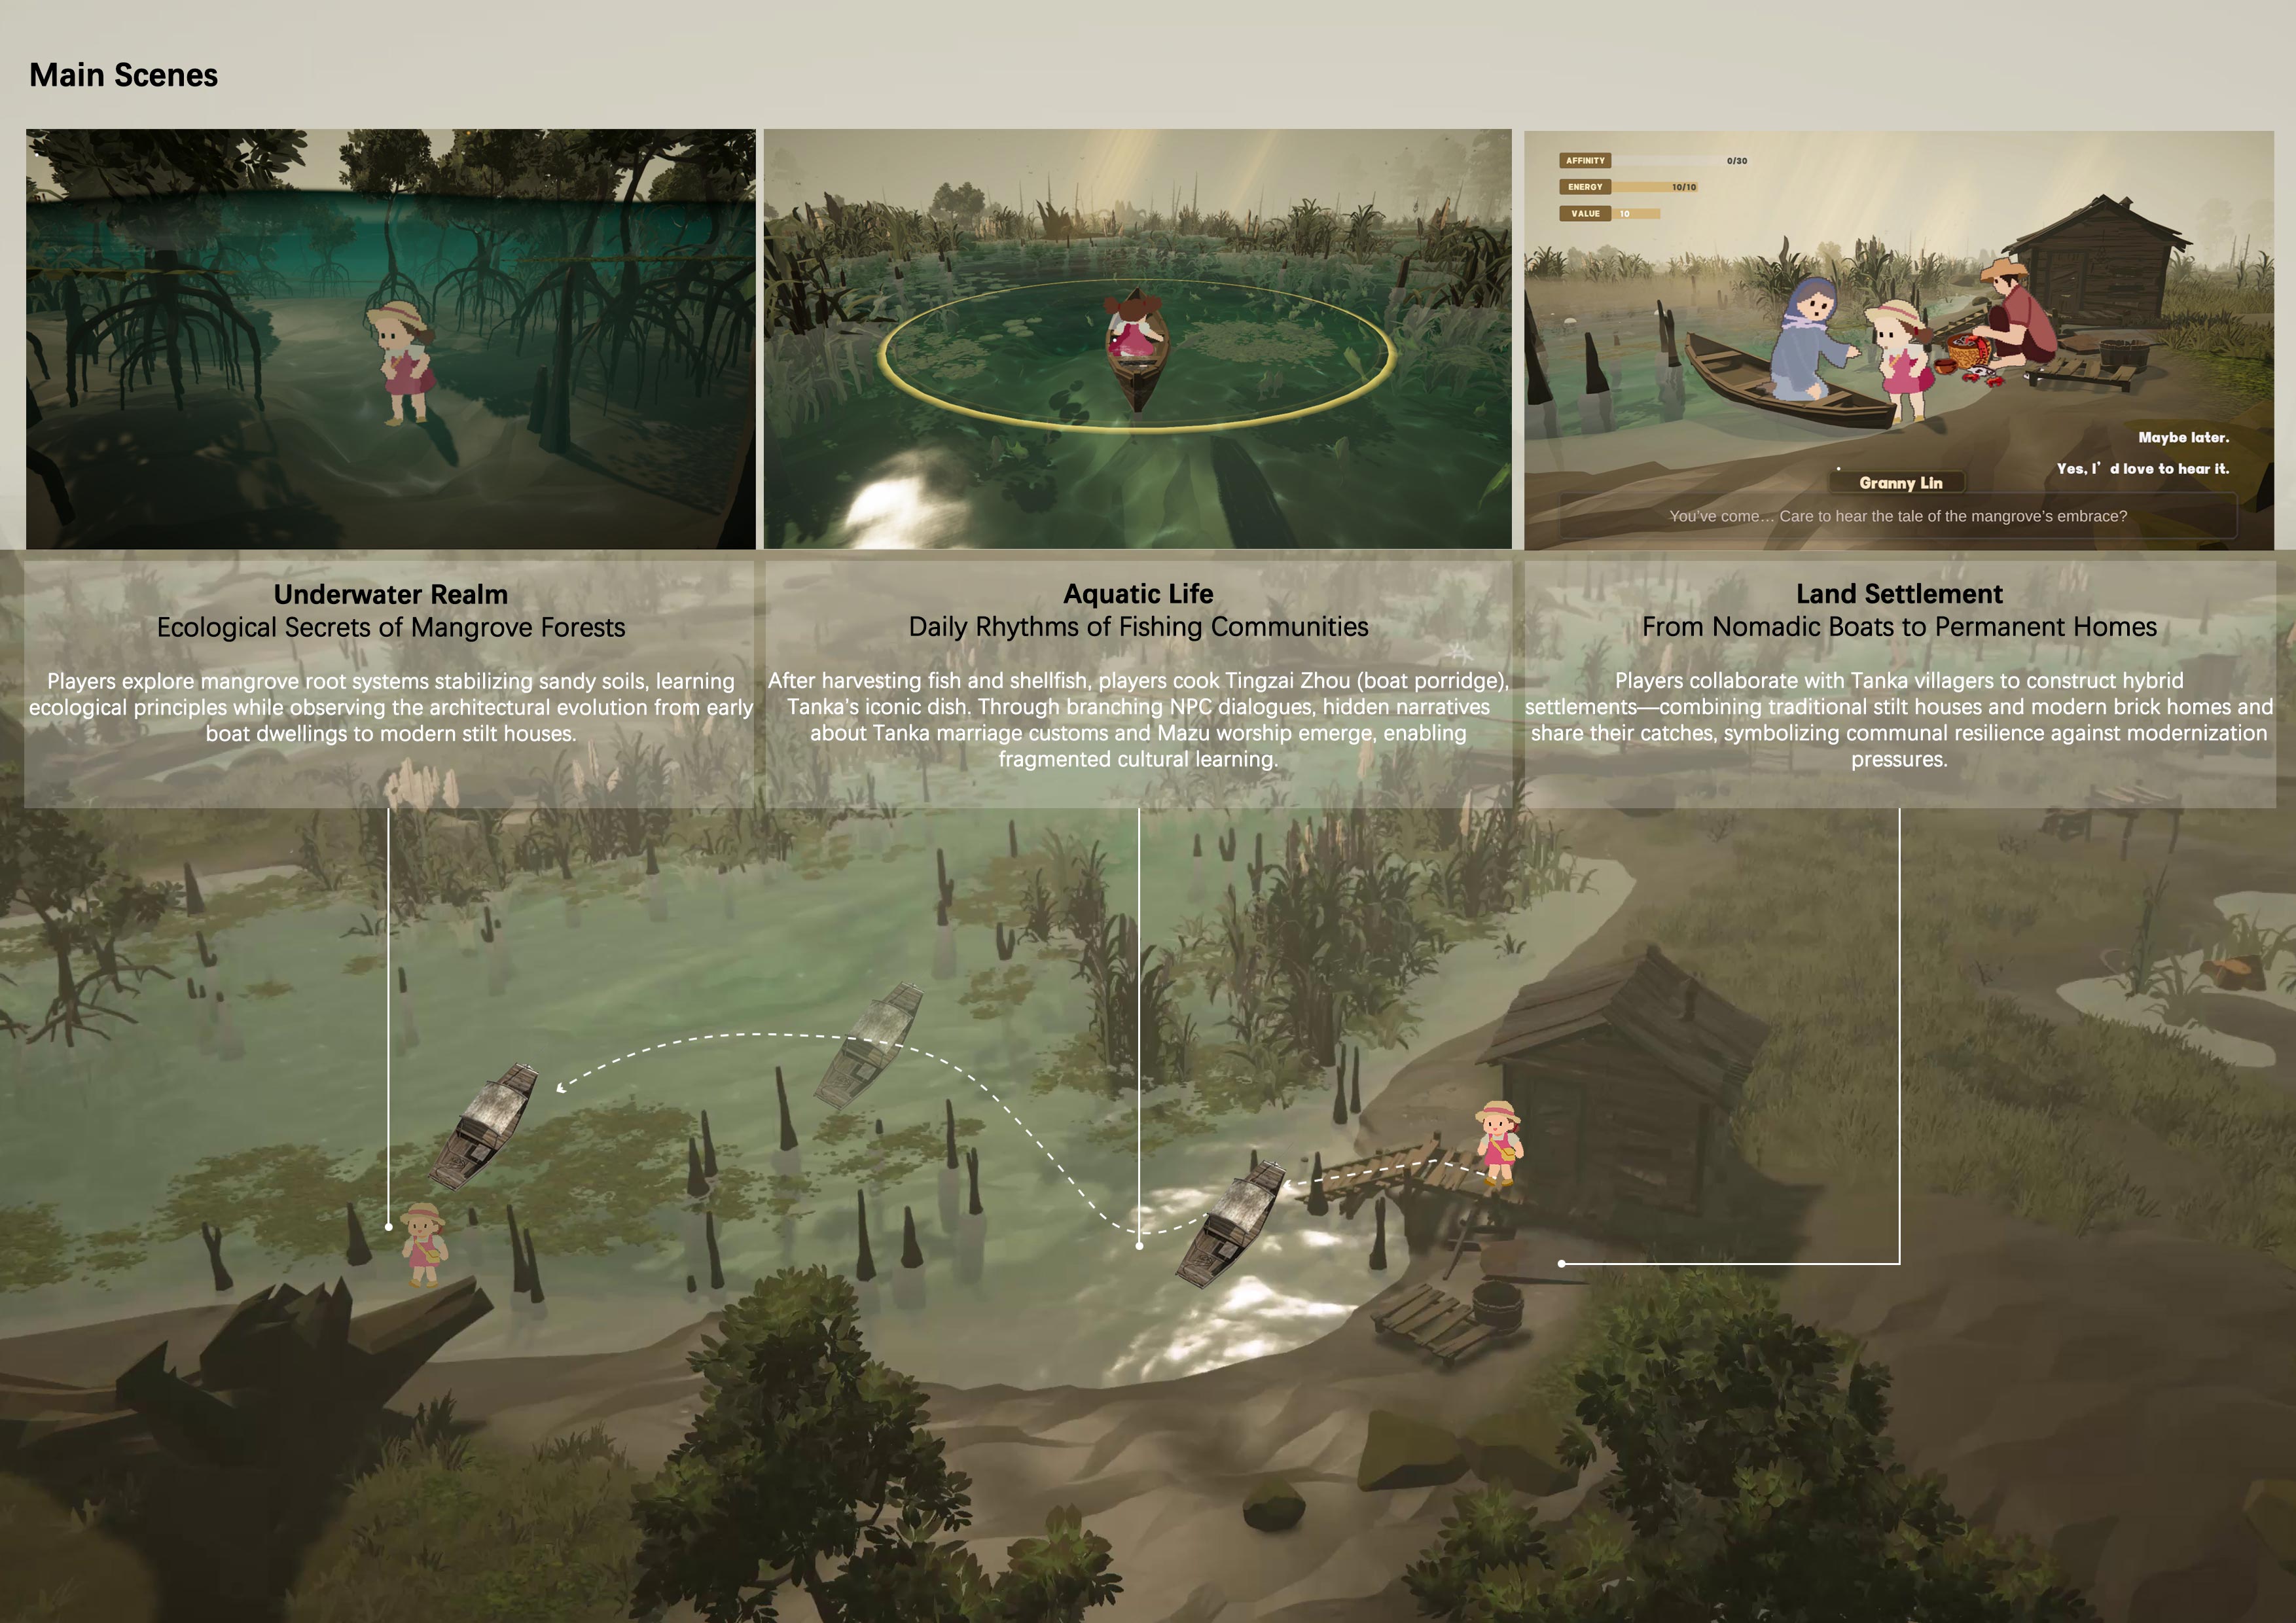 Main Scenes
AFFINITY 0/30
ENERGY 10/10
VALUE 10
Maybe later.
Yes, I’d love to hear it.
Granny Lin
You’ve come… Care to hear the tale of the mangrove’s embrace?
Underwater Realm
Ecological Secrets of Mangrove Forests
Players explore mangrove root systems stabilizing sandy soils, learning
ecological principles while observing the architectural evolution from early
boat dwellings to modern stilt houses.
Aquatic Life
Daily Rhythms of Fishing Communities
After harvesting fish and shellfish, players cook Tingzai Zhou (boat porridge),
Tanka’s iconic dish. Through branching NPC dialogues, hidden narratives
about Tanka marriage customs and Mazu worship emerge, enabling
fragmented cultural learning.
Land Settlement
From Nomadic Boats to Permanent Homes
Players collaborate with Tanka villagers to construct hybrid
settlements—combining traditional stilt houses and modern brick homes and
share their catches, symbolizing communal resilience against modernization
pressures.